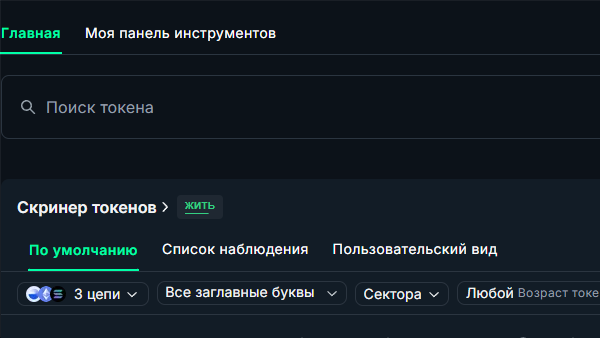 Главная Моя панель инструментов
Поиск токена
Скринер токенов ЖИТЬ
По умолчанию Список наблюдения Пользовательский вид
3 цепи Все заглавные буквы Сектора Любой Возраст токе